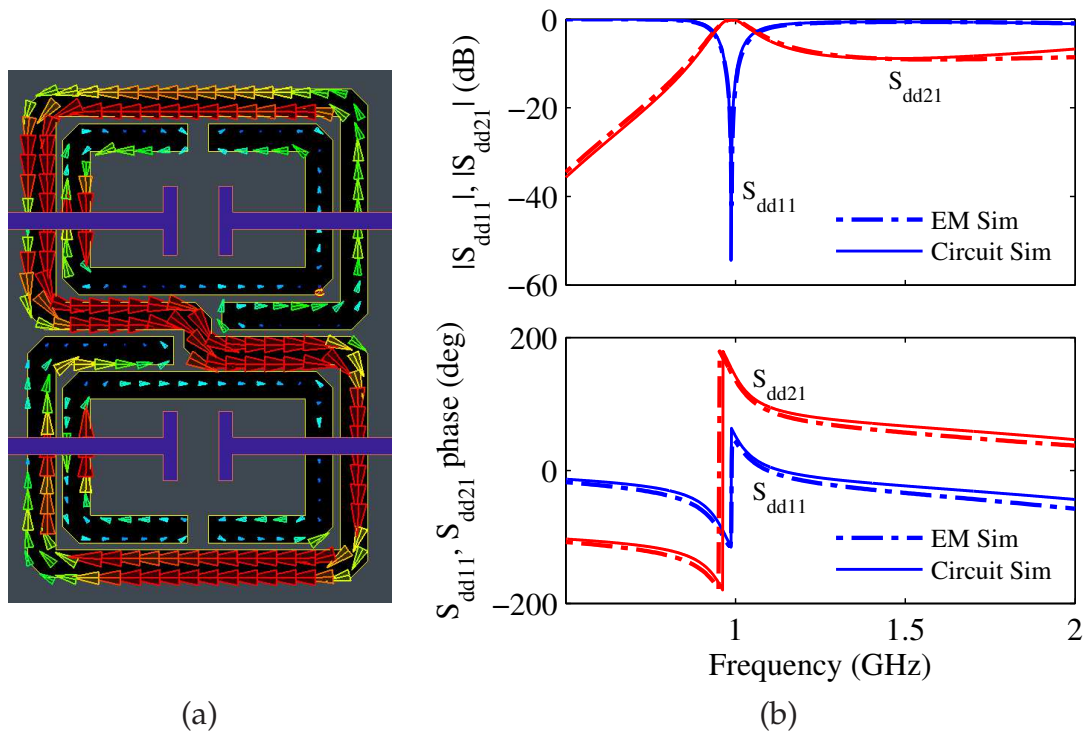 |S_dd11|, |S_dd21| (dB)
0
−20
−40
−60
S_dd21
S_dd11
EM Sim
Circuit Sim
S_dd11, S_dd21 phase (deg)
200
0
−200
S_dd21
S_dd11
EM Sim
Circuit Sim
1
1.5
2
Frequency (GHz)
(a)
(b)